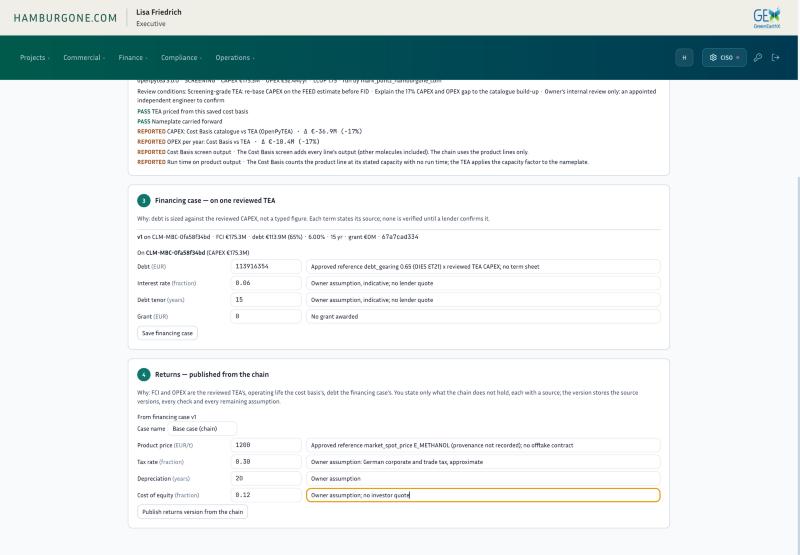 HAMBURGONE.COM
Lisa Friedrich
Executive
GEX
GreenEarthX
Projects
Commercial
Finance
Compliance
Operations
H
CISO
Review conditions: Screening-grade TEA: re-base CAPEX on the FEED estimate before FID · Explain the 17% CAPEX and OPEX gap to the catalogue build-up · Owner's internal review only: an appointed
independent engineer to confirm
PASS TEA priced from this saved cost basis
PASS Nameplate carried forward
REPORTED CAPEX: Cost Basis catalogue vs TEA (OpenPyTEA) · Δ €-36.9M (-17%)
REPORTED OPEX per year: Cost Basis vs TEA · Δ €-10.4M (-17%)
REPORTED Cost Basis screen output · The Cost Basis screen adds every line's output (other molecules included). The chain uses the product lines only.
REPORTED Run time on product output · The Cost Basis counts the product line at its stated capacity with no run time; the TEA applies the capacity factor to the nameplate.
3 Financing case — on one reviewed TEA
Why: debt is sized against the reviewed CAPEX, not a typed figure. Each term states its source; none is verified until a lender confirms it.
v1 on CLM-MBC-0fa58f34bd · FCI €175.3M · debt €113.9M (65%) · 6.00% · 15 yr · grant €0M · 67a7cad334
On CLM-MBC-0fa58f34bd (CAPEX €175.3M)
Debt (EUR) 113916354 Approved reference debt_gearing 0.65 (DIES ET21) x reviewed TEA CAPEX; no term sheet
Interest rate (fraction) 0.06 Owner assumption, indicative; no lender quote
Debt tenor (years) 15 Owner assumption, indicative; no lender quote
Grant (EUR) 0 No grant awarded
Save financing case
4 Returns — published from the chain
Why: FCI and OPEX are the reviewed TEA's, operating life the cost basis's, debt the financing case's. You state only what the chain does not hold, each with a source; the version stores the source
versions, every check and every remaining assumption.
From financing case v1
Case name Base case (chain)
Product price (EUR/t) 1200 Approved reference market_spot_price E_METHANOL (provenance not recorded); no offtake contract
Tax rate (fraction) 0.30 Owner assumption: German corporate and trade tax, approximate
Depreciation (years) 20 Owner assumption
Cost of equity (fraction) 0.12 Owner assumption; no investor quote
Publish returns version from the chain